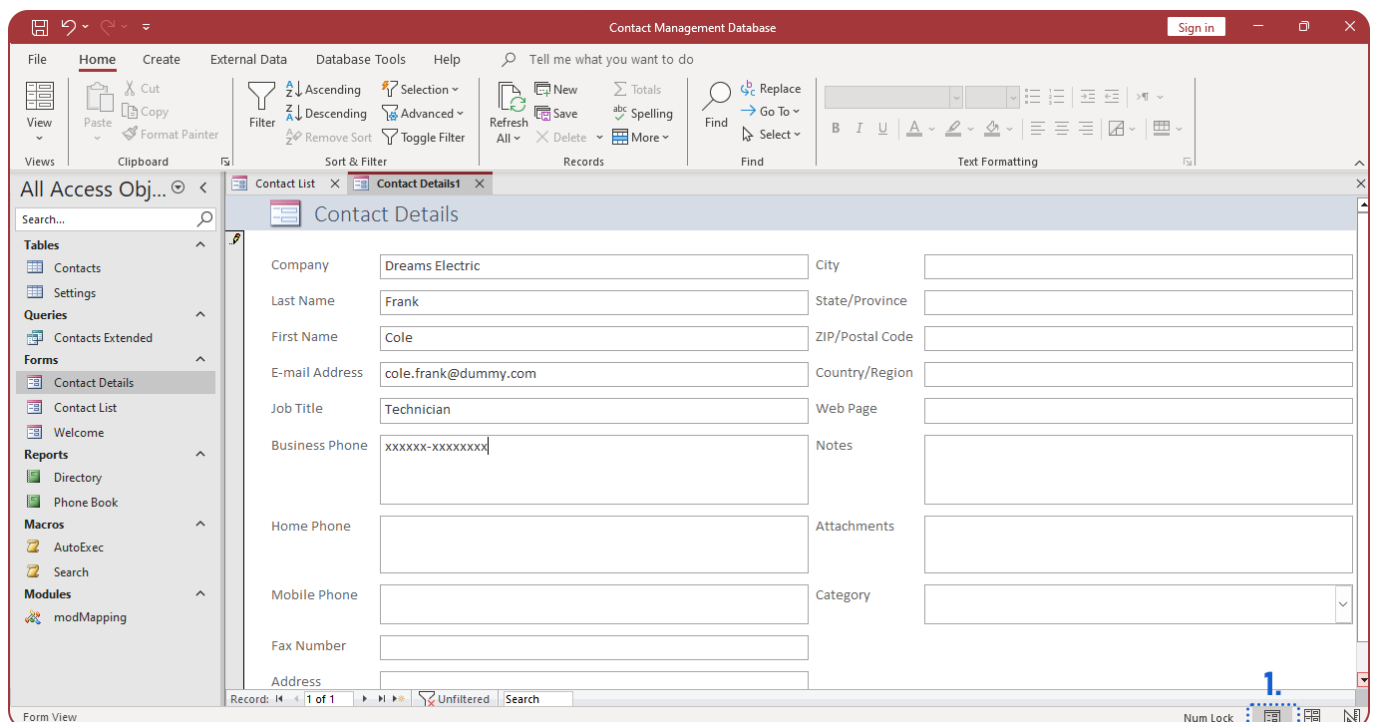 Contact Management Database
Sign in
File Home Create External Data Database Tools Help Tell me what you want to do
View
Views
Paste
Cut
Copy
Format Painter
Clipboard
Filter
Ascending
Descending
Remove Sort
Selection
Advanced
Toggle Filter
Sort & Filter
Refresh
All
New
Save
Delete
Totals
Spelling
More
Records
Find
Replace
Go To
Select
Find
B I U A
Text Formatting
All Access Obj...
Search...
Tables
Contacts
Settings
Queries
Contacts Extended
Forms
Contact Details
Contact List
Welcome
Reports
Directory
Phone Book
Macros
AutoExec
Search
Modules
modMapping
Contact List
Contact Details1
Contact Details
Company Dreams Electric
Last Name Frank
First Name Cole
E-mail Address cole.frank@dummy.com
Job Title Technician
Business Phone xxxxxx-xxxxxxxx
Home Phone
Mobile Phone
Fax Number
Address
City
State/Province
ZIP/Postal Code
Country/Region
Web Page
Notes
Attachments
Category
Record: 1 of 1 Unfiltered Search
1.
Form View
Num Lock